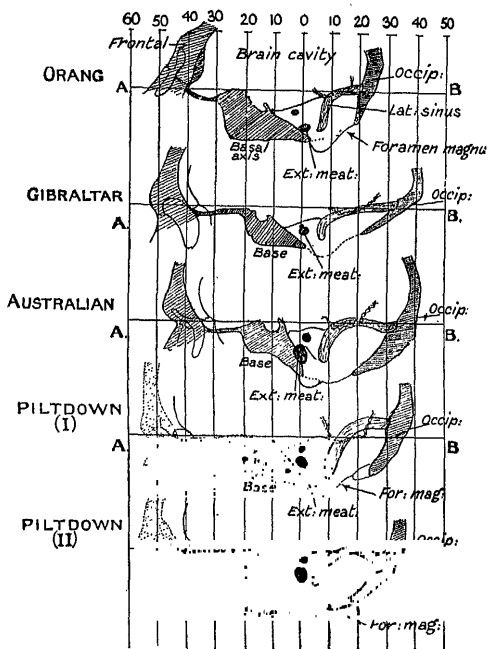 60 50 40 30 20 10 0 10 20 30 40 50
Frontal
Brain cavity
ORANG
A.
B
Occip:
Lat: sinus
Basal
axis
Foramen magnu
Ext: meat:
GIBRALTAR
Occip:
A.
B.
Base
Ext: meat:
AUSTRALIAN
Occip:
A.
B.
Base
Ext: meat:
PILTDOWN
(I)
Occip:
A
B
Base
For: mag:
Ext: meat:
PILTDOWN
(II)
For: mag: